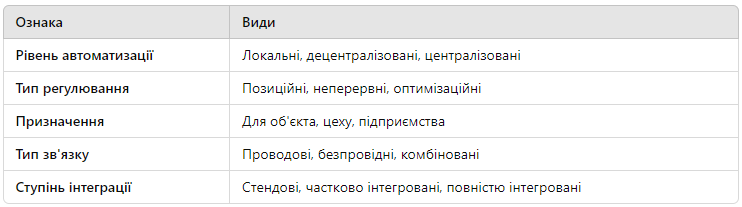 Ознака Види
Рівень автоматизації Локальні, децентралізовані, централізовані
Тип регулювання Позиційні, неперервні, оптимізаційні
Призначення Для об'єкта, цеху, підприємства
Тип зв'язку Проводові, безпровідні, комбіновані
Ступінь інтеграції Стендові, частково інтегровані, повністю інтегровані